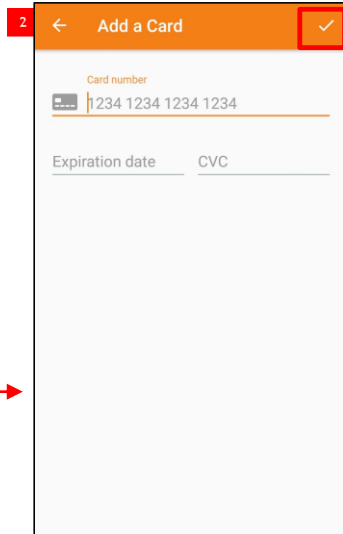 2
Add a Card
Card number
1234 1234 1234 1234
Expiration date CVC